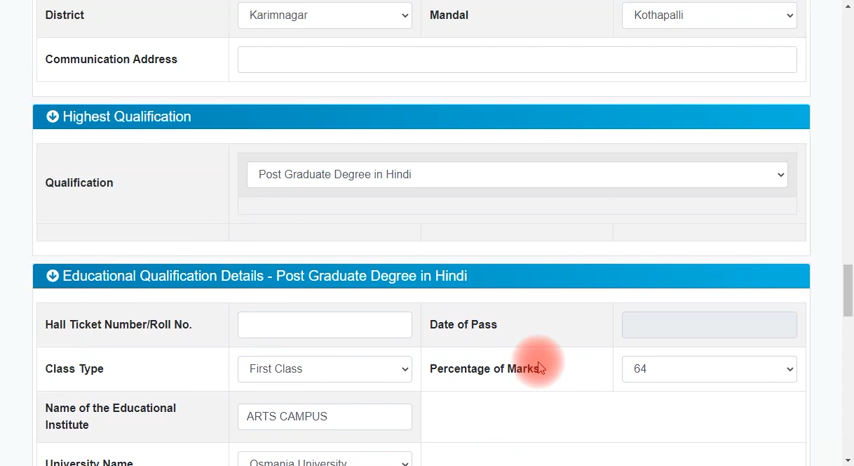 District Karimnagar Mandal Kothapalli
Communication Address
Highest Qualification
Qualification Post Graduate Degree in Hindi
Educational Qualification Details - Post Graduate Degree in Hindi
Hall Ticket Number/Roll No. Date of Pass
Class Type First Class Percentage of Marks 64
Name of the Educational
Institute ARTS CAMPUS
University Name Osmania University